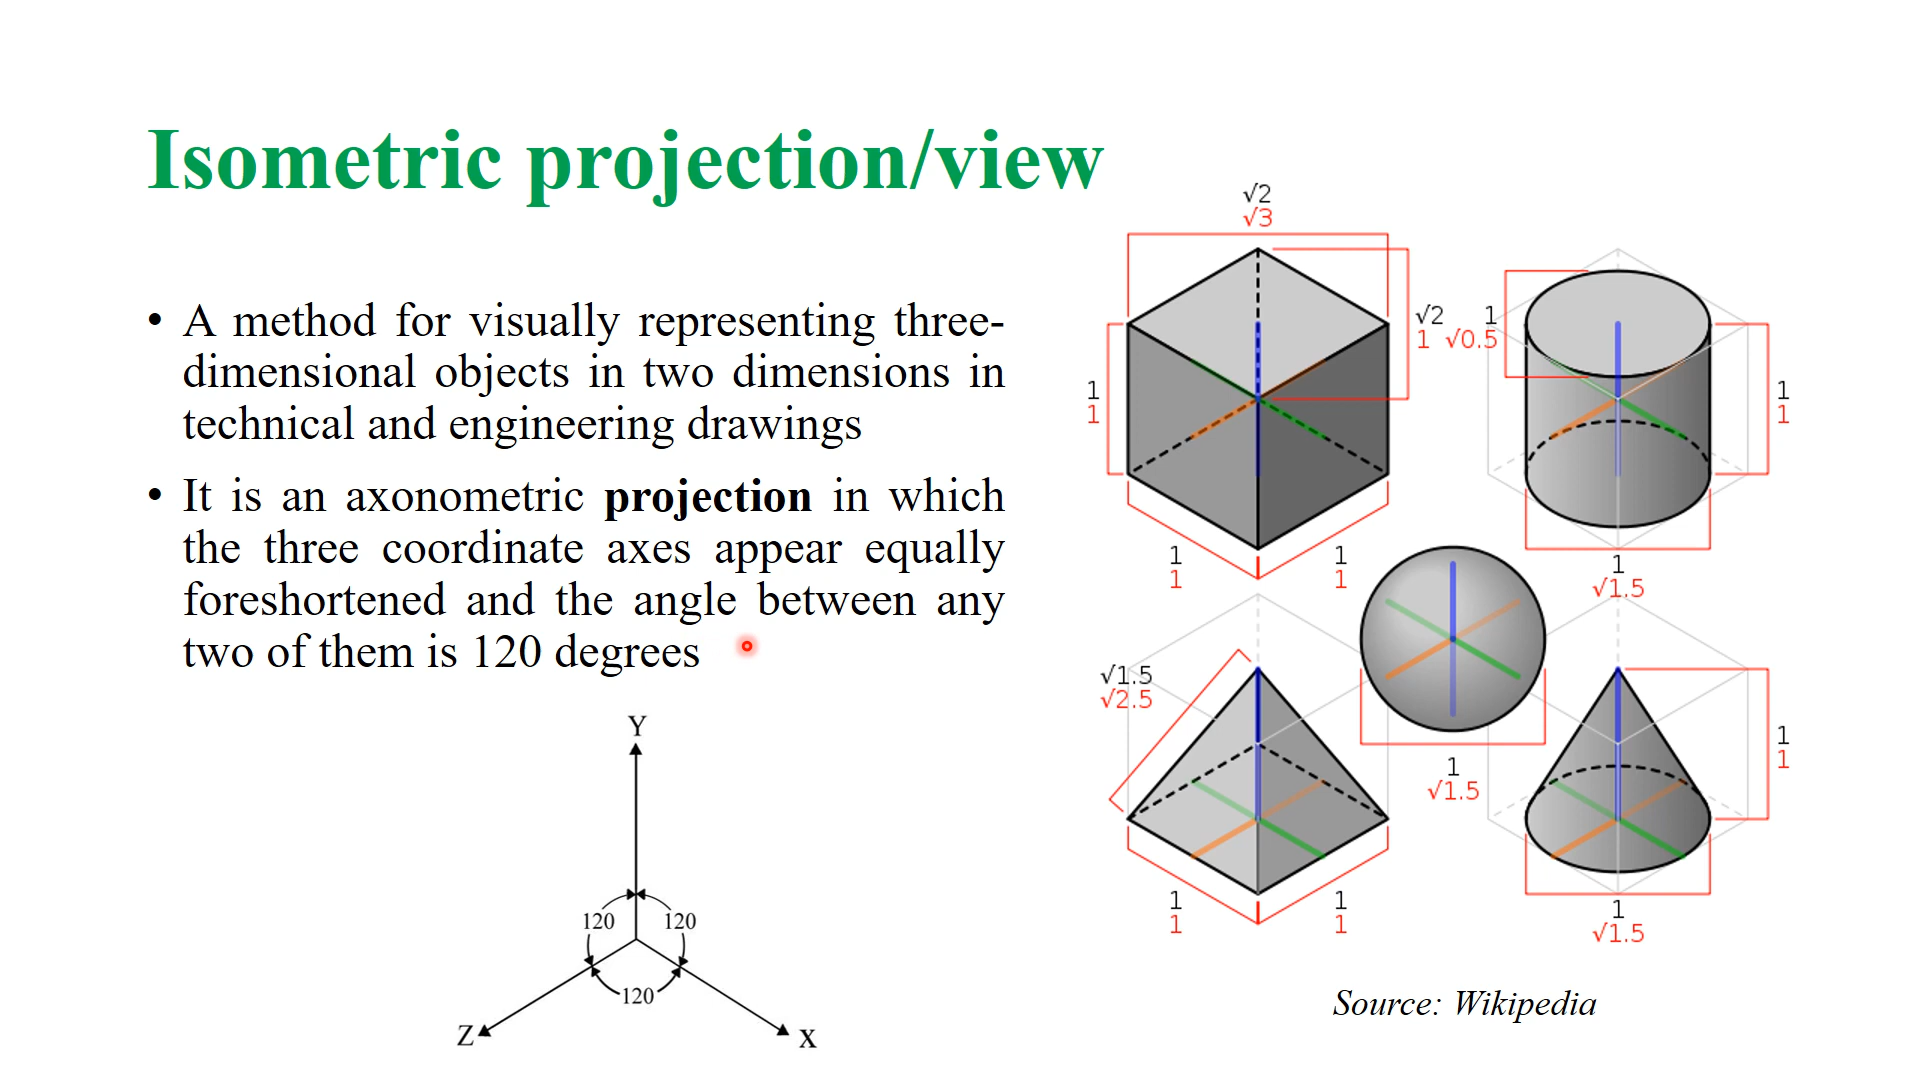 Isometric projection/view
• A method for visually representing three-
dimensional objects in two dimensions in
technical and engineering drawings
• It is an axonometric projection in which
the three coordinate axes appear equally
foreshortened and the angle between any
two of them is 120 degrees
Y
120 120
120
Z X
√2
√3
√2
1
1
1
1
1
1
1
1
√0.5
1
1
1
√1.5
√1.5
√2.5
1
1
1
1
1
√1.5
1
1
1
√1.5
Source: Wikipedia